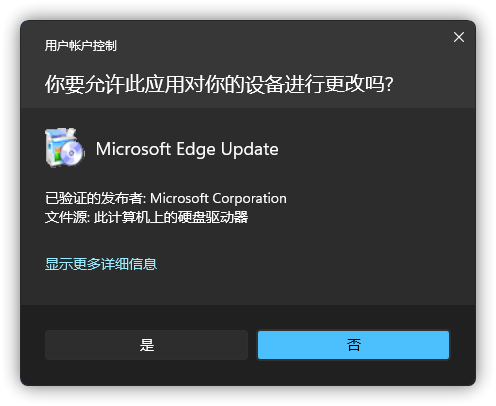 用户帐户控制
你要允许此应用对你的设备进行更改吗?
Microsoft Edge Update
已验证的发布者: Microsoft Corporation
文件源: 此计算机上的硬盘驱动器
显示更多详细信息
是
否